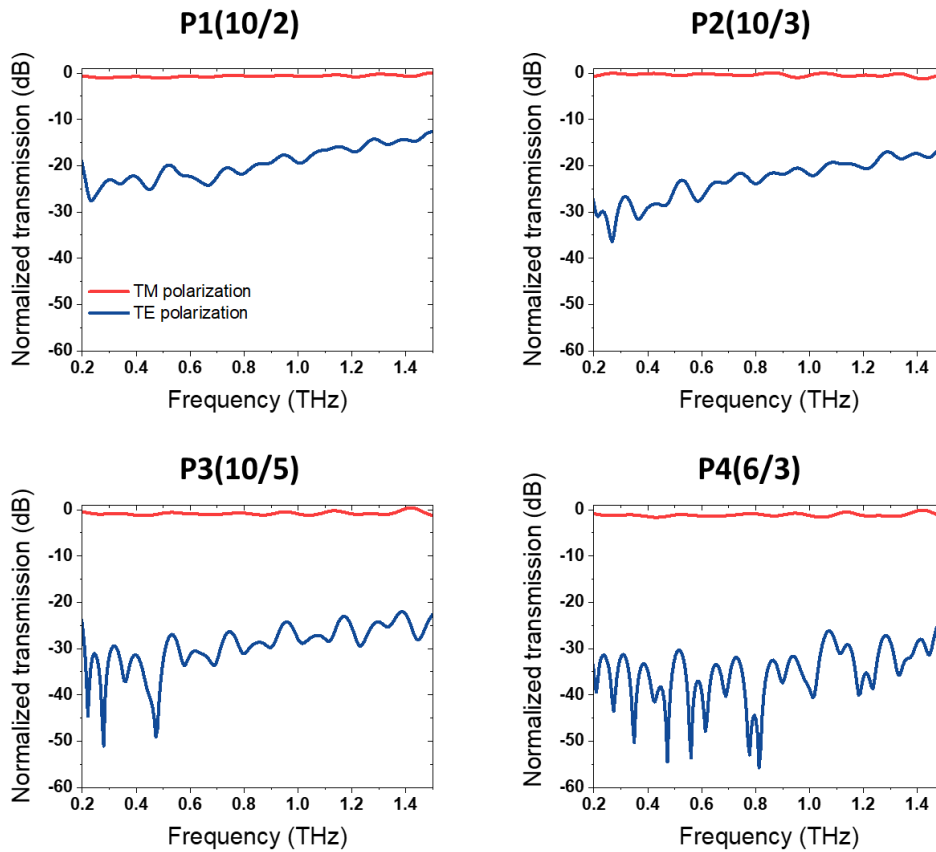 P1(10/2)
Normalized transmission (dB)
0
-10
-20
-30
-40
-50
-60
TM polarization
TE polarization
0.2 0.4 0.6 0.8 1.0 1.2 1.4
Frequency (THz)
P2(10/3)
Normalized transmission (dB)
0
-10
-20
-30
-40
-50
-60
0.2 0.4 0.6 0.8 1.0 1.2 1.4
Frequency (THz)
P3(10/5)
Normalized transmission (dB)
0
-10
-20
-30
-40
-50
-60
0.2 0.4 0.6 0.8 1.0 1.2 1.4
Frequency (THz)
P4(6/3)
Normalized transmission (dB)
0
-10
-20
-30
-40
-50
-60
0.2 0.4 0.6 0.8 1.0 1.2 1.4
Frequency (THz)